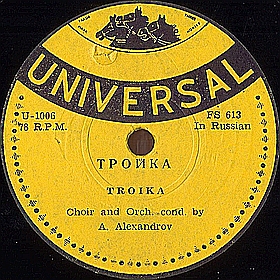 UNIVERSAL
U-1006 FS 613
78 R.P.M. In Russian
ТРОЙКА
TROIKA
Choir and Orch. cond. by
A. Alexandrov